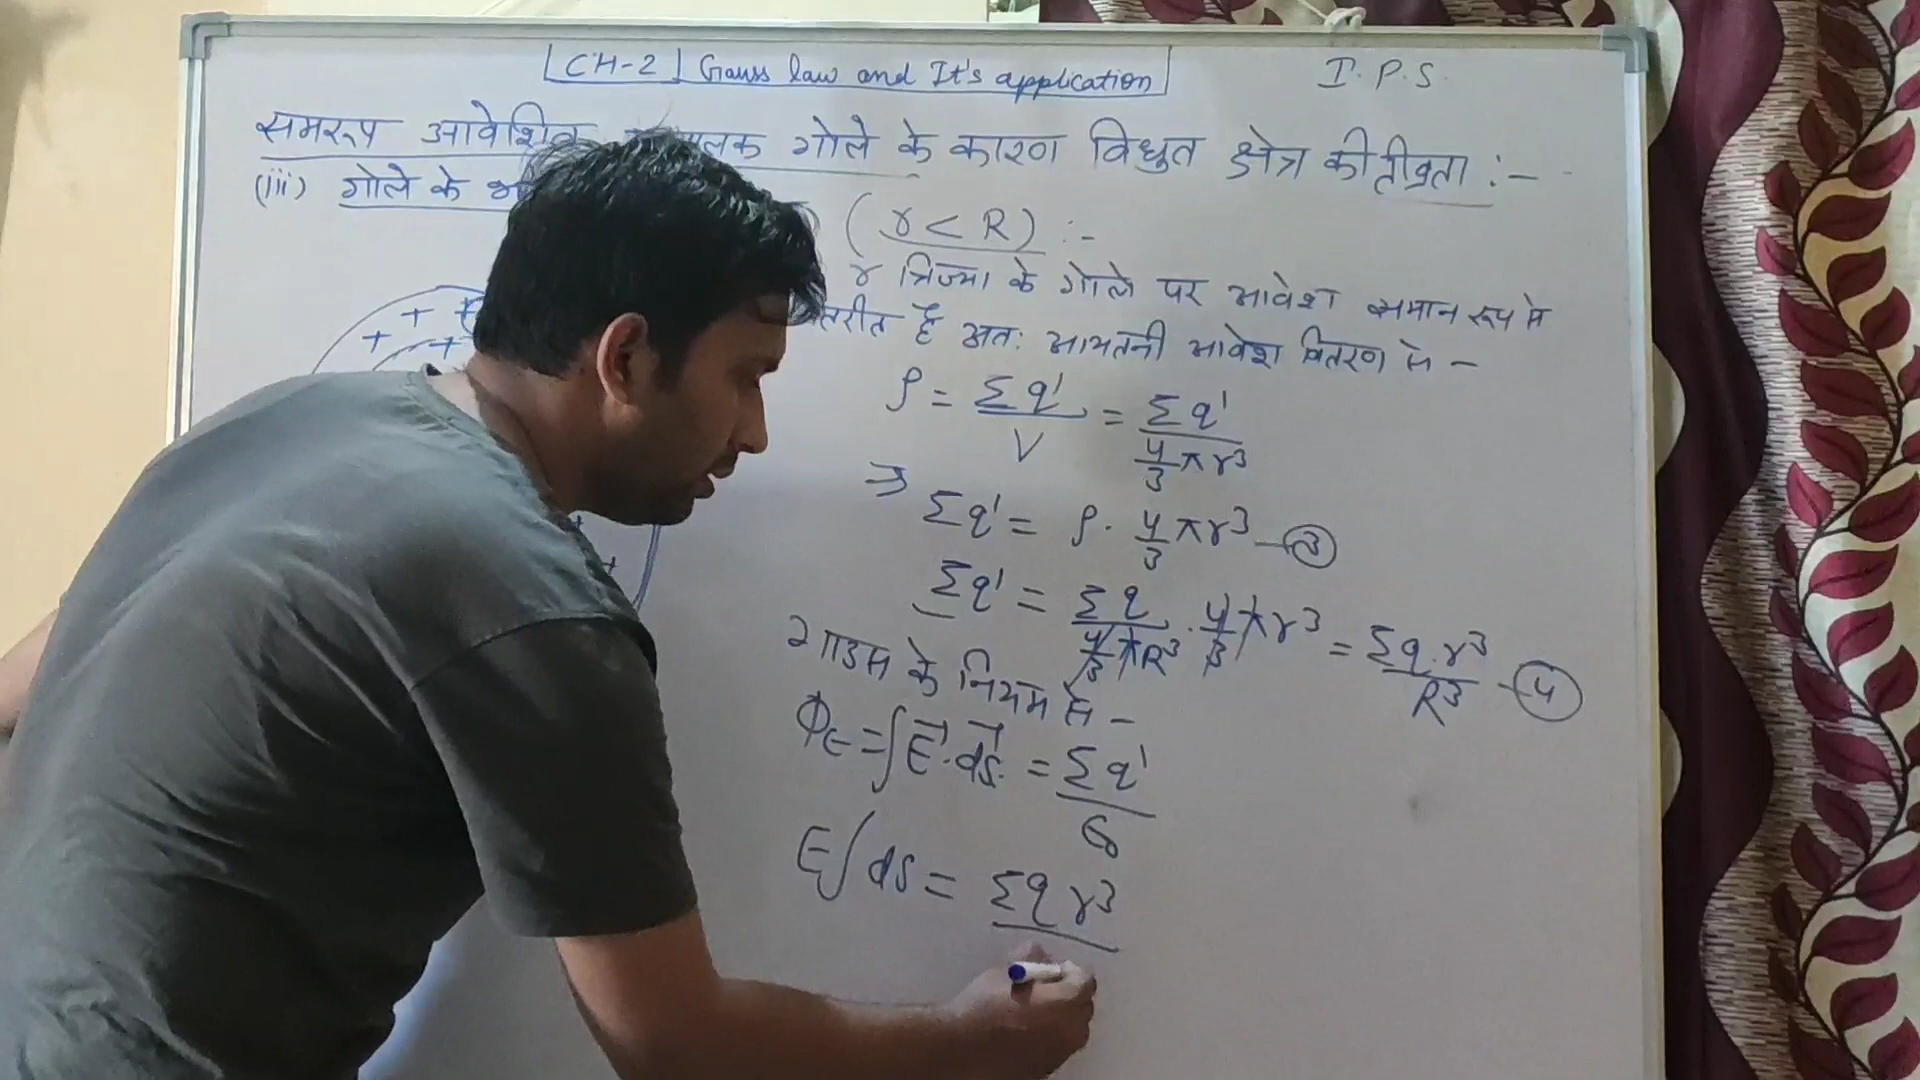 CH-2 Gauss law and It's application
I.P.S.
समरूप आवेशित गोले के कारण विधुत क्षेत्र की तीव्रता :-
(iii) गोले के
(r < R) :-
r त्रिज्या के गोले पर आवेश समान रूप से
है अतः आयतनी आवेश वितरण से -
ρ = Σq'/V = Σq'/(4/3 πr³)
⇒ Σq' = ρ. 4/3 πr³ - ③
Σq' = Σq/(4/3 πR³) . 4/3 πr³ = Σq.r³/R³ - ④
गाउस के नियम से -
Φ_E = ∫E⃗.ds⃗ = Σq'/ϵ₀
E∫ds = Σq r³